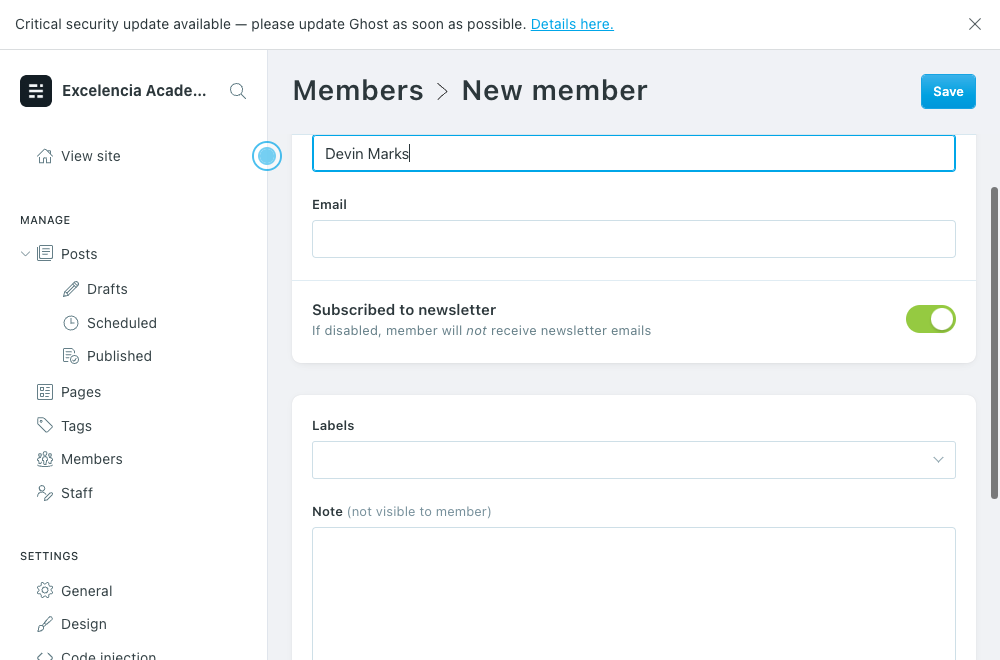 Critical security update available — please update Ghost as soon as possible. Details here.
Excelencia Acade...
Members > New member
Save
View site
Devin Marks
Email
MANAGE
Posts
Drafts
Subscribed to newsletter
If disabled, member will not receive newsletter emails
Scheduled
Published
Pages
Tags
Labels
Members
Staff
Note (not visible to member)
SETTINGS
General
Design
Code injection